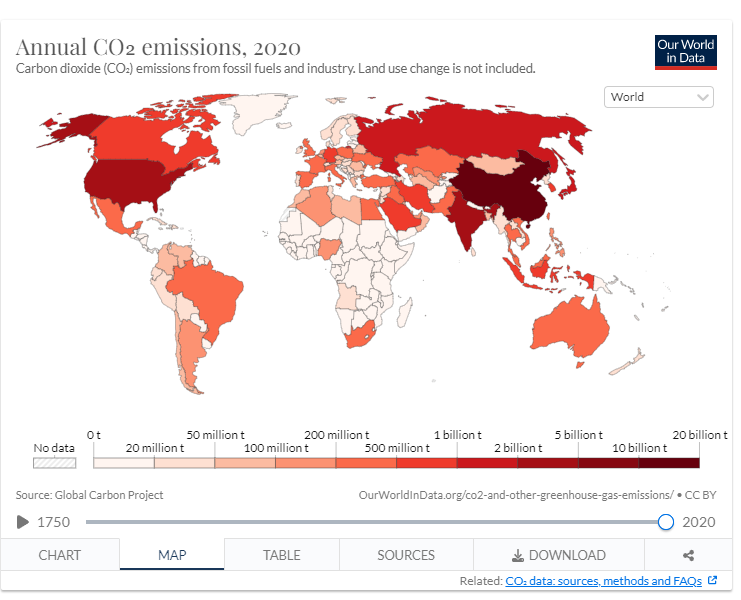 Annual CO₂ emissions, 2020
Carbon dioxide (CO₂) emissions from fossil fuels and industry. Land use change is not included.
Our World
in Data
World
No data
0 t
20 million t
50 million t
100 million t
200 million t
500 million t
1 billion t
2 billion t
5 billion t
10 billion t
20 billion t
Source: Global Carbon Project
OurWorldInData.org/co2-and-other-greenhouse-gas-emissions/ • CC BY
1750
2020
CHART
MAP
TABLE
SOURCES
DOWNLOAD
Related: CO₂ data: sources, methods and FAQs